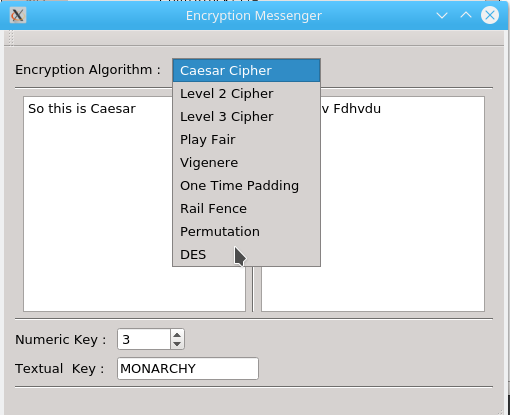 Encryption Messenger
Encryption Algorithm :
Caesar Cipher
Level 2 Cipher
Level 3 Cipher
Play Fair
Vigenere
One Time Padding
Rail Fence
Permutation
DES
So this is Caesar
v Fdhvdu
Numeric Key : 3
Textual Key : MONARCHY